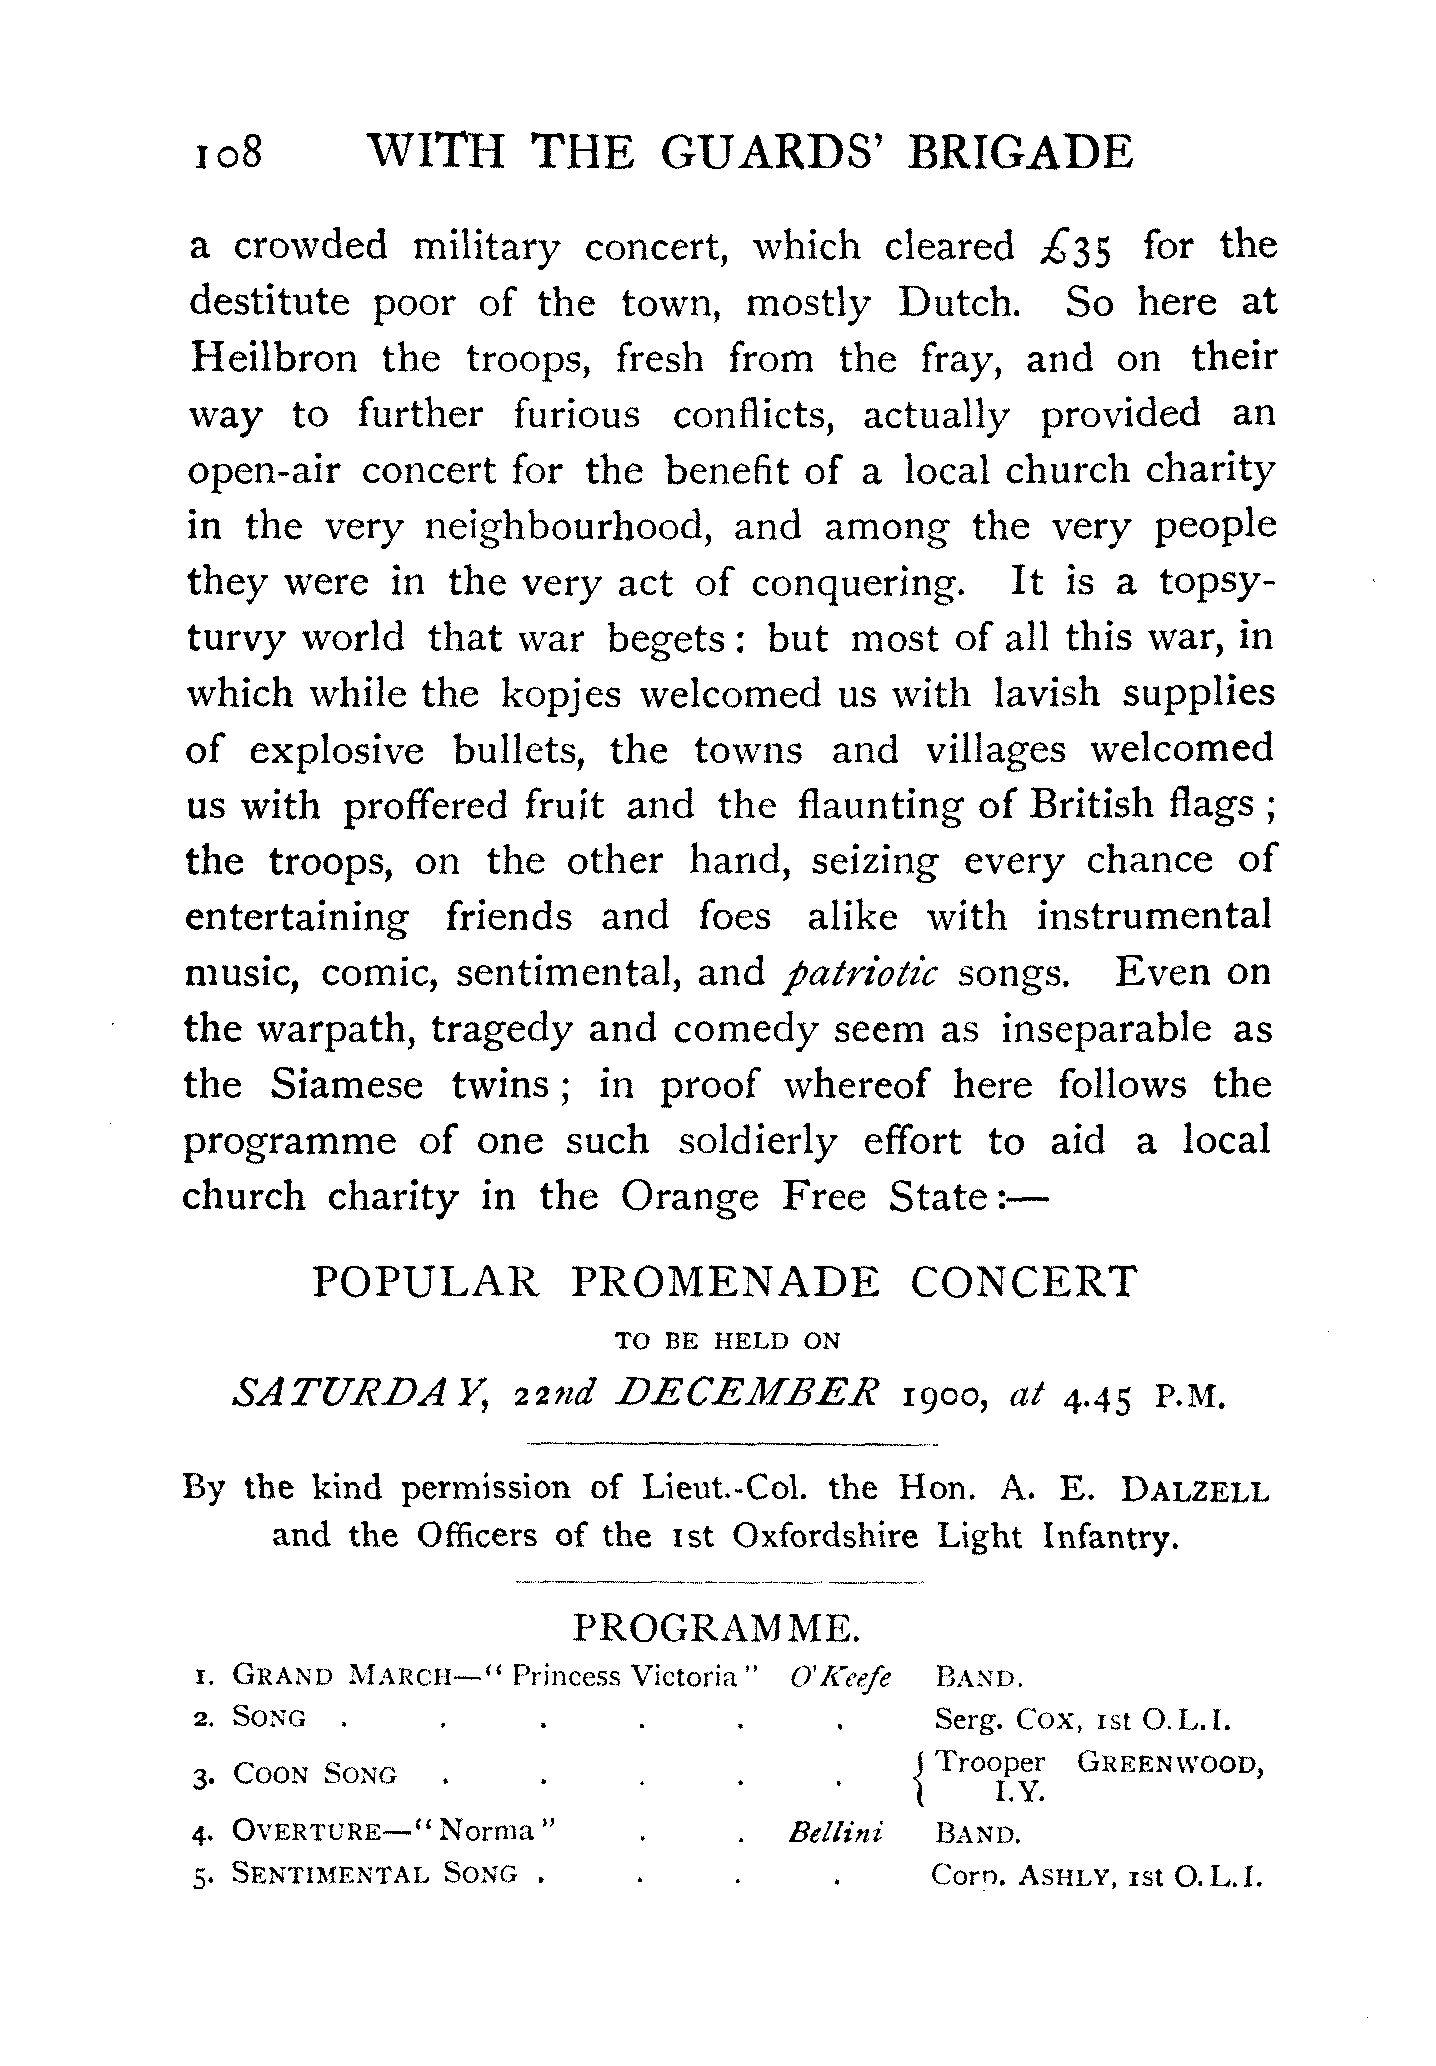 108 WITH THE GUARDS' BRIGADE
a crowded military concert, which cleared £35 for the
destitute poor of the town, mostly Dutch. So here at
Heilbron the troops, fresh from the fray, and on their
way to further furious conflicts, actually provided an
open-air concert for the benefit of a local church charity
in the very neighbourhood, and among the very people
they were in the very act of conquering. It is a topsy-
turvy world that war begets: but most of all this war, in
which while the kopjes welcomed us with lavish supplies
of explosive bullets, the towns and villages welcomed
us with proffered fruit and the flaunting of British flags;
the troops, on the other hand, seizing every chance of
entertaining friends and foes alike with instrumental
music, comic, sentimental, and patriotic songs. Even on
the warpath, tragedy and comedy seem as inseparable as
the Siamese twins; in proof whereof here follows the
programme of one such soldierly effort to aid a local
church charity in the Orange Free State:—
POPULAR PROMENADE CONCERT
TO BE HELD ON
SATURDAY, 22nd DECEMBER 1900, at 4.45 P.M.
By the kind permission of Lieut.-Col. the Hon. A. E. DALZELL
and the Officers of the 1st Oxfordshire Light Infantry.
PROGRAMME.
1. GRAND MARCH—"Princess Victoria" O'Keefe BAND.
2. SONG . . . . . . Serg. COX, 1st O.L.I.
3. COON SONG . . . . . { Trooper GREENWOOD,
I.Y.
4. OVERTURE—"Norma" . . Bellini BAND.
5. SENTIMENTAL SONG . . . . Corp. ASHLY, 1st O.L.I.